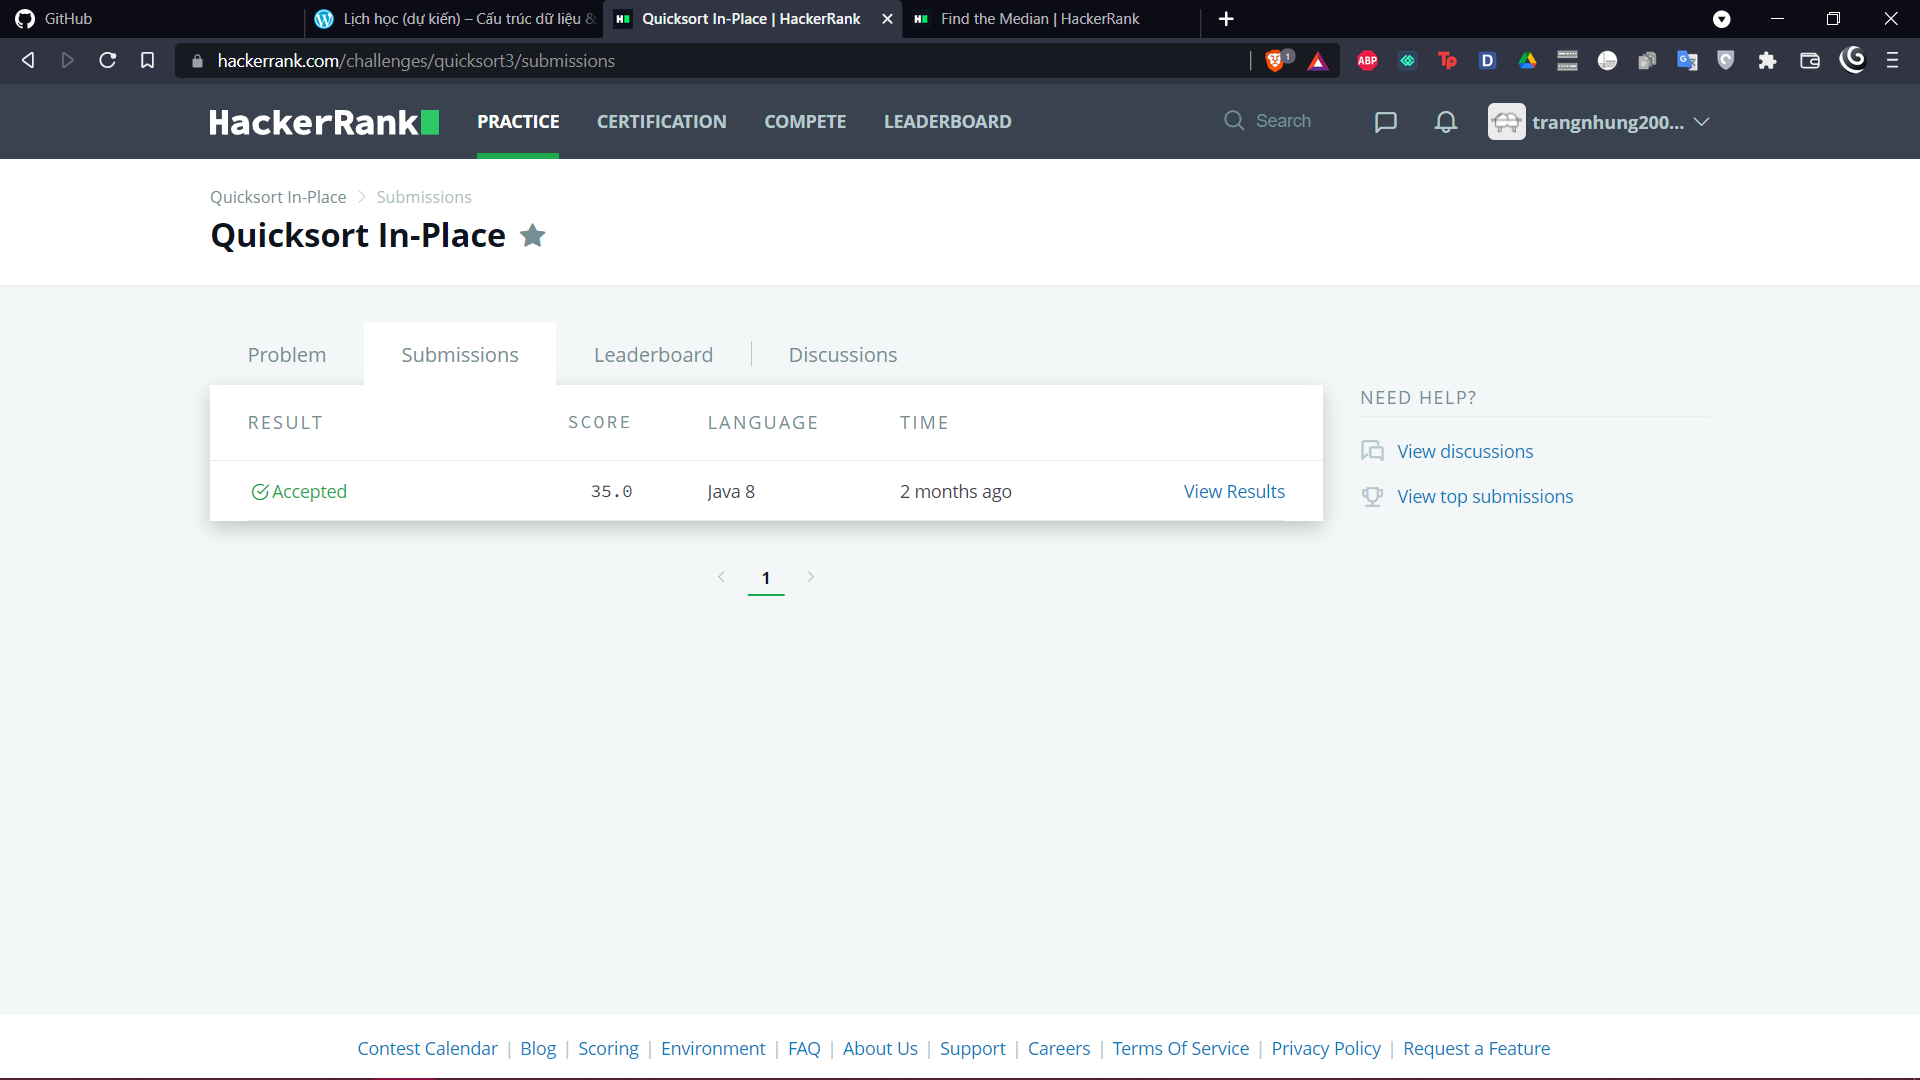 GitHub
Lịch học (dự kiến) – Cấu trúc dữ liệu &
Quicksort In-Place | HackerRank
Find the Median | HackerRank
hackerrank.com/challenges/quicksort3/submissions
1
ABP
Tp
D
HackerRank
PRACTICE
CERTIFICATION
COMPETE
LEADERBOARD
Search
trangnhung200...
Quicksort In-Place > Submissions
Quicksort In-Place
Problem
Submissions
Leaderboard
Discussions
RESULT SCORE LANGUAGE TIME
Accepted 35.0 Java 8 2 months ago View Results
1
NEED HELP?
View discussions
View top submissions
Contest Calendar | Blog | Scoring | Environment | FAQ | About Us | Support | Careers | Terms Of Service | Privacy Policy | Request a Feature